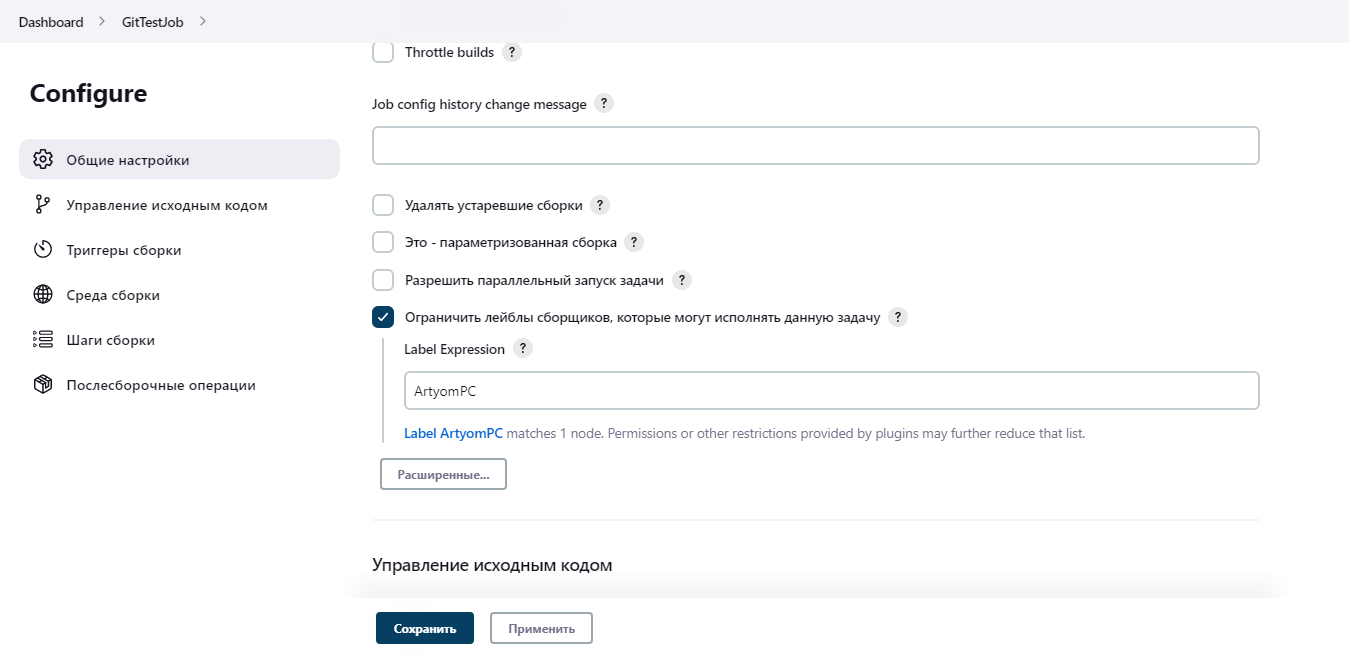 Dashboard > GitTestJob >
Configure
Общие настройки
Управление исходным кодом
Триггеры сборки
Среда сборки
Шаги сборки
Послесборочные операции
Throttle builds ?
Job config history change message ?
Удалять устаревшие сборки ?
Это - параметризованная сборка ?
Разрешить параллельный запуск задачи ?
Ограничить лейблы сборщиков, которые могут исполнять данную задачу ?
Label Expression ?
ArtyomPC
Label ArtyomPC matches 1 node. Permissions or other restrictions provided by plugins may further reduce that list.
Расширенные...
Управление исходным кодом
Сохранить
Применить